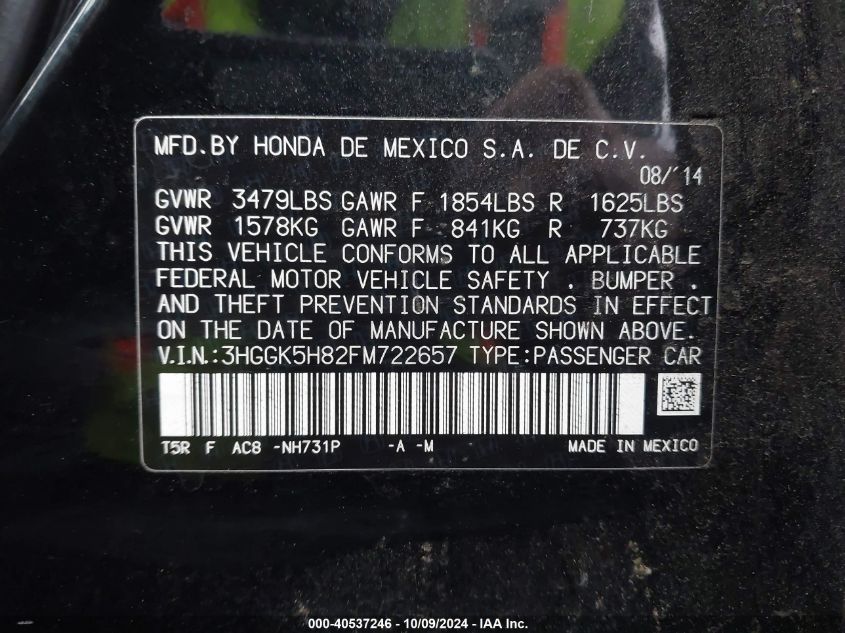 MFD.BY HONDA DE MEXICO S.A. DE C.V.
08/'14
GVWR 3479LBS GAWR F 1854LBS R 1625LBS
GVWR 1578KG GAWR F 841KG R 737KG
THIS VEHICLE CONFORMS TO ALL APPLICABLE
FEDERAL MOTOR VEHICLE SAFETY , BUMPER ,
AND THEFT PREVENTION STANDARDS IN EFFECT
ON THE DATE OF MANUFACTURE SHOWN ABOVE.
V.I.N.:3HGGK5H82FM722657 TYPE:PASSENGER CAR
T5R F AC8 -NH731P -A -M MADE IN MEXICO
000-40537246 - 10/09/2024 - IAA Inc.